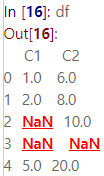 In [16]: df
Out[16]:
C1 C2
0 1.0 6.0
1 2.0 8.0
2 NaN 10.0
3 NaN NaN
4 5.0 20.0